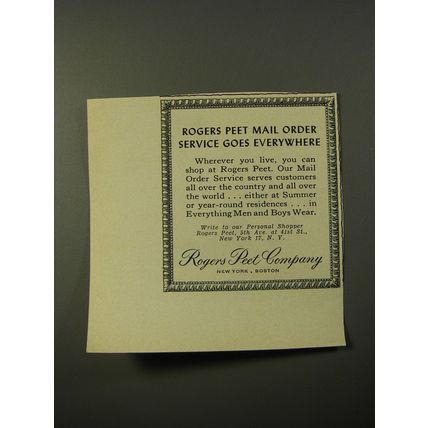 ROGERS PEET MAIL ORDER
SERVICE GOES EVERYWHERE
Wherever you live, you can
shop at Rogers Peet. Our Mail
Order Service serves customers
all over the country and all over
the world . . . either at Summer
or year-round residences . . . in
Everything Men and Boys Wear.
Write to our Personal Shopper
Rogers Peet, 5th Ave. at 41st St.,
New York 17, N. Y.
Rogers Peet Company
NEW YORK , BOSTON